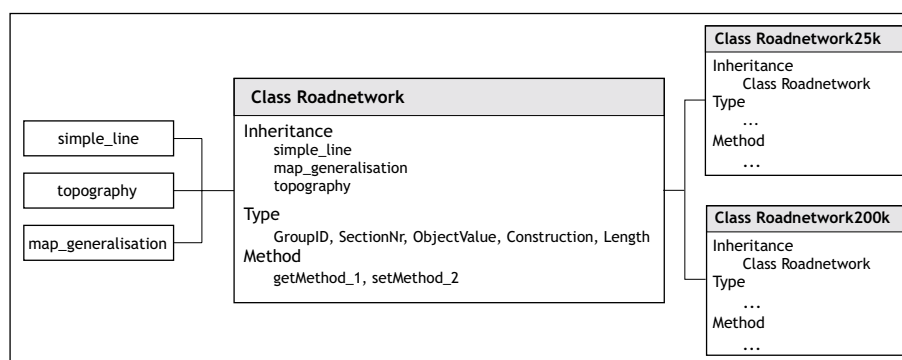 simple_line
topography
map_generalisation
Class Roadnetwork
Inheritance
simple_line
map_generalisation
topography
Type
GroupID, SectionNr, ObjectValue, Construction, Length
Method
getMethod_1, setMethod_2
Class Roadnetwork25k
Inheritance
Class Roadnetwork
Type
...
Method
...
Class Roadnetwork200k
Inheritance
Class Roadnetwork
Type
...
Method
...